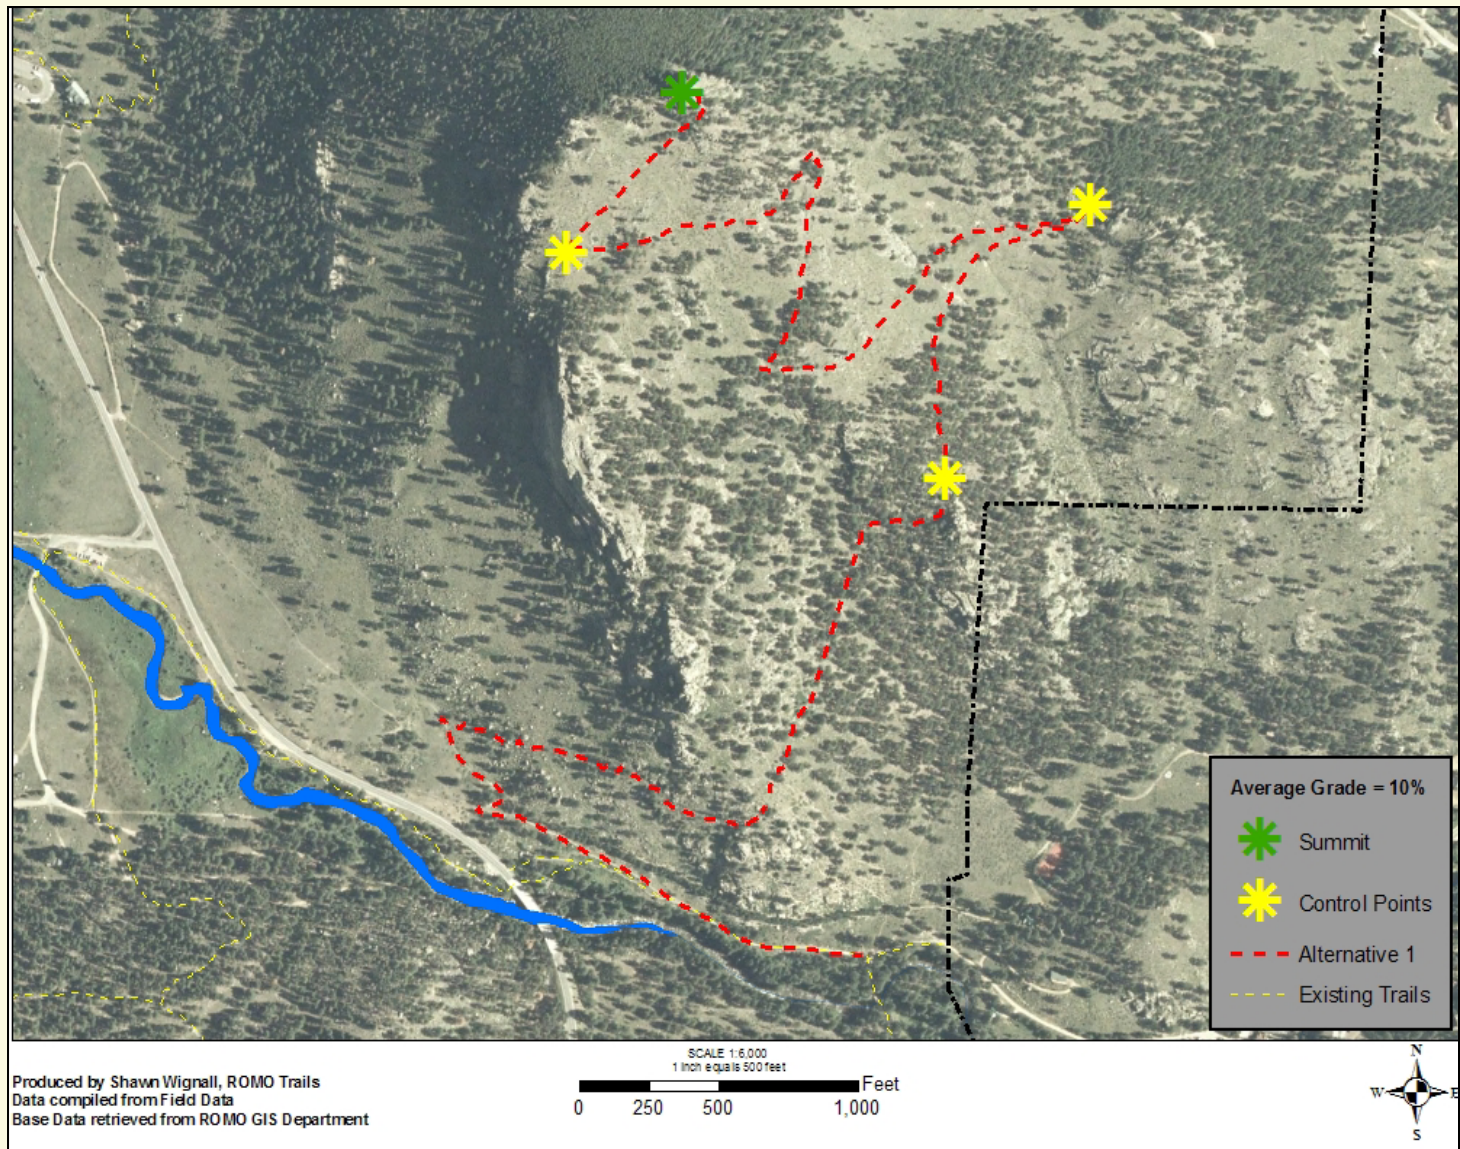 Average Grade = 10%
Summit
Control Points
Alternative 1
Existing Trails
SCALE 1:6,000
1 inch equals 500 feet
Feet
0 250 500 1,000
Produced by Shawn Wignall, ROMO Trails
Data compiled from Field Data
Base Data retrieved from ROMO GIS Department
N
W E
S